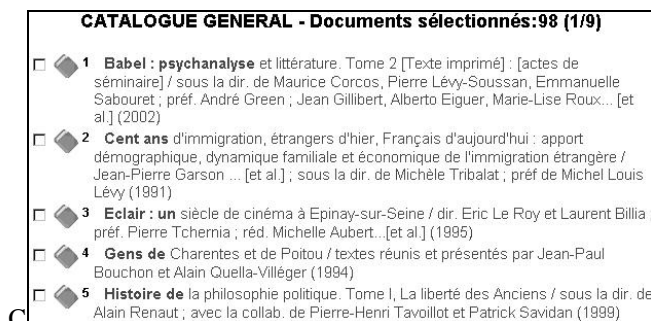 CATALOGUE GENERAL - Documents sélectionnés:98 (1/9)
1 Babel : psychanalyse et littérature. Tome 2 [Texte imprimé] : [actes de
séminaire] / sous la dir. de Maurice Corcos, Pierre Lévy-Soussan, Emmanuelle
Sabouret ; préf. André Green ; Jean Gillibert, Alberto Eiguer, Marie-Lise Roux... [et
al.] (2002)
2 Cent ans d'immigration, étrangers d'hier, Français d'aujourd'hui : apport
démographique, dynamique familiale et économique de l'immigration étrangère /
Jean-Pierre Garson ... [et al.] ; sous la dir. de Michèle Tribalat ; préf de Michel Louis
Lévy (1991)
3 Eclair : un siècle de cinéma à Epinay-sur-Seine / dir. Eric Le Roy et Laurent Billia ;
préf. Pierre Tchernia ; réd. Michelle Aubert...[et al.] (1995)
4 Gens de Charentes et de Poitou / textes réunis et présentés par Jean-Paul
Bouchon et Alain Quella-Villéger (1994)
5 Histoire de la philosophie politique. Tome I, La liberté des Anciens / sous la dir. de
C Alain Renaut ; avec la collab. de Pierre-Henri Tavoillot et Patrick Savidan (1999)